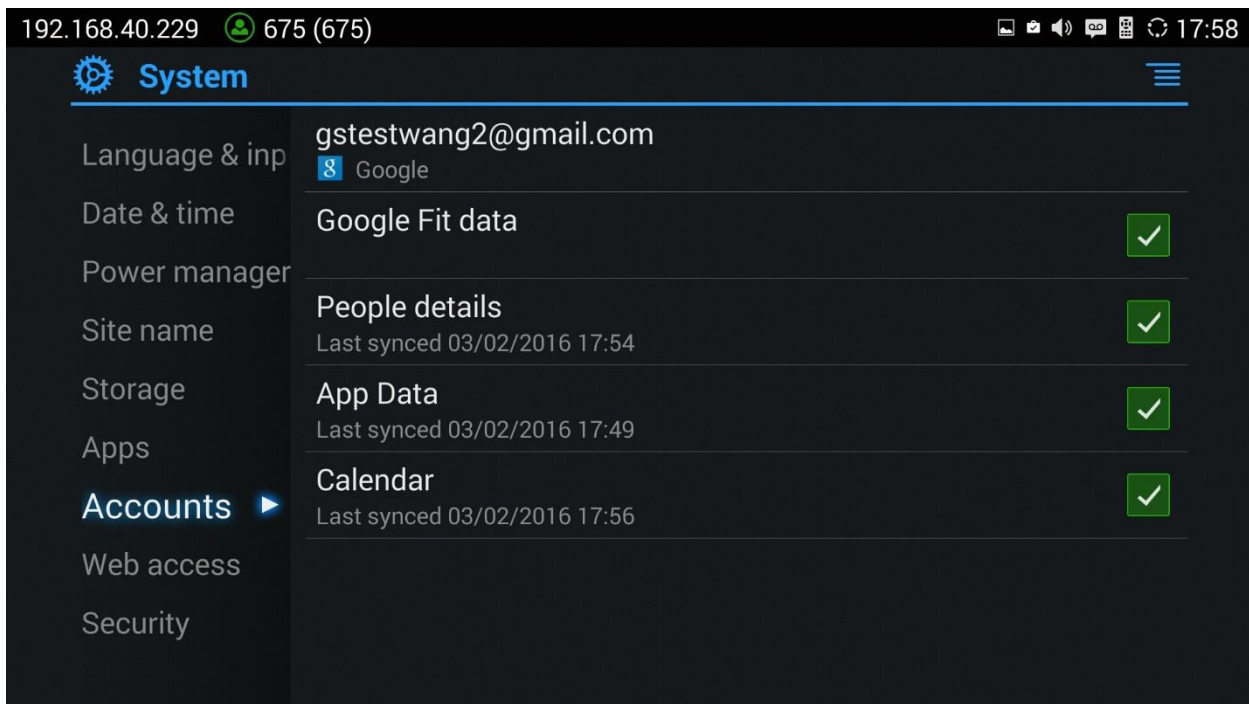 192.168.40.229 675 (675) 17:58
System
Language & inp
Date & time
Power manager
Site name
Storage
Apps
Accounts
Web access
Security
gstestwang2@gmail.com
8 Google
Google Fit data
People details
Last synced 03/02/2016 17:54
App Data
Last synced 03/02/2016 17:49
Calendar
Last synced 03/02/2016 17:56